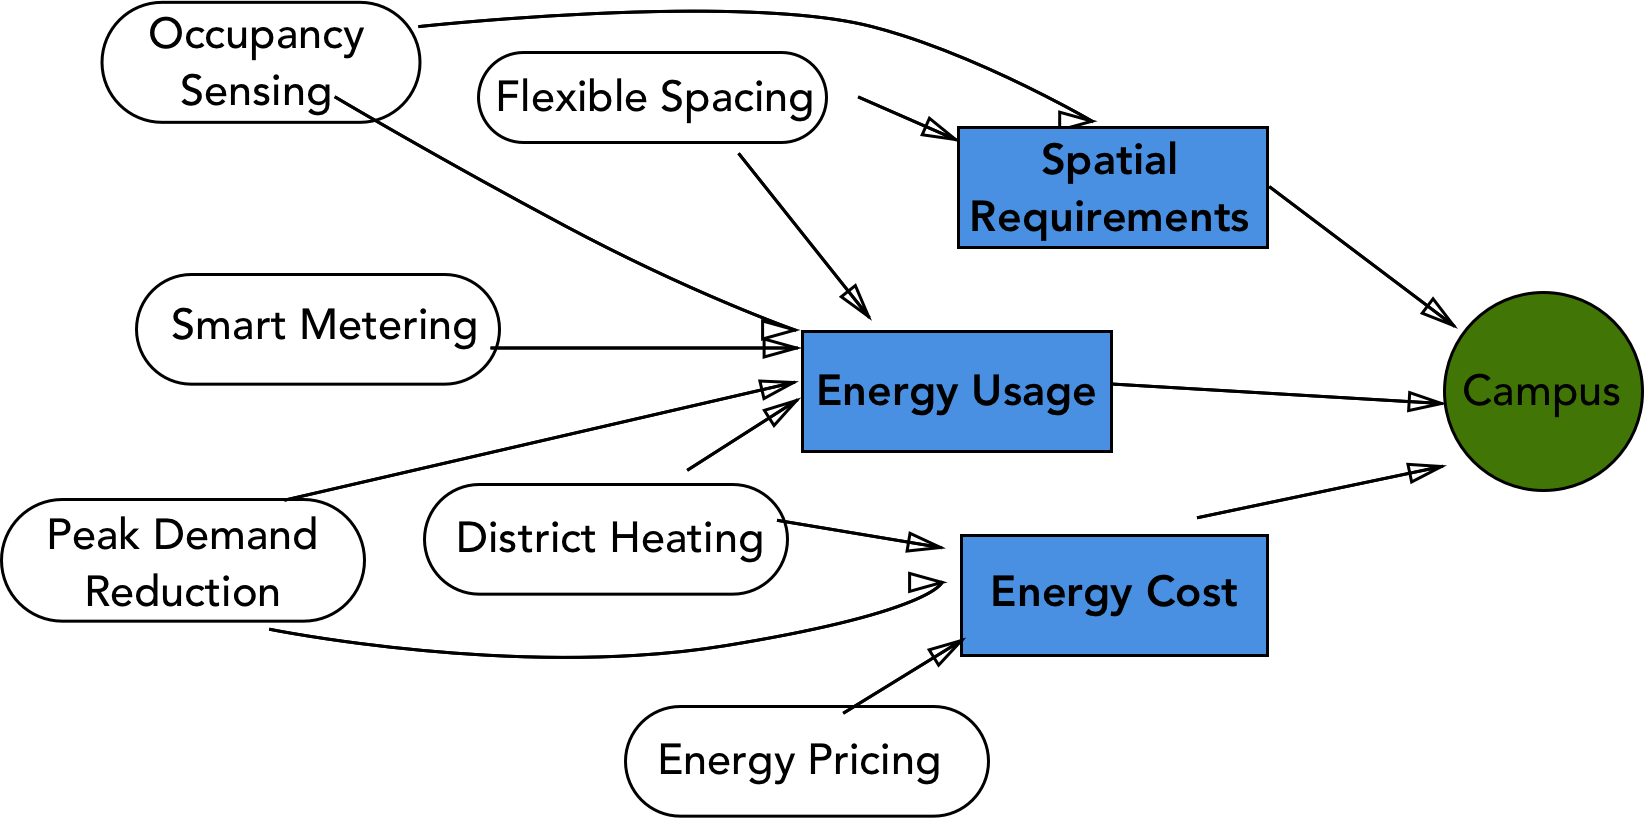 Occupancy
Sensing
Flexible Spacing
Spatial
Requirements
Smart Metering
Energy Usage
Campus
Peak Demand
Reduction
District Heating
Energy Cost
Energy Pricing